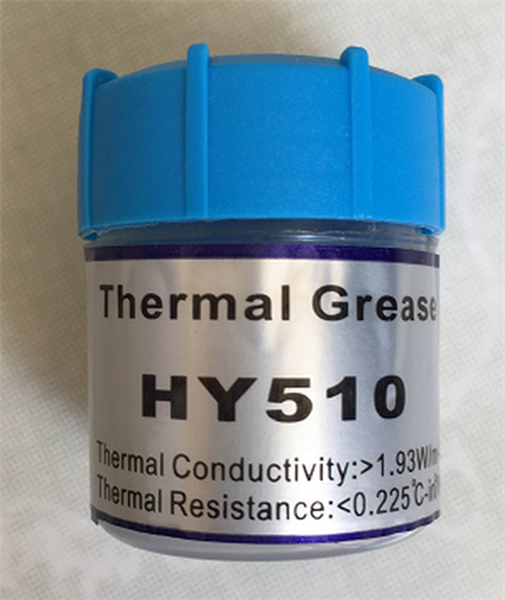 Thermal Grease
HY510
Thermal Conductivity:>1.93W/m-
Thermal Resistance:<0.225℃-in